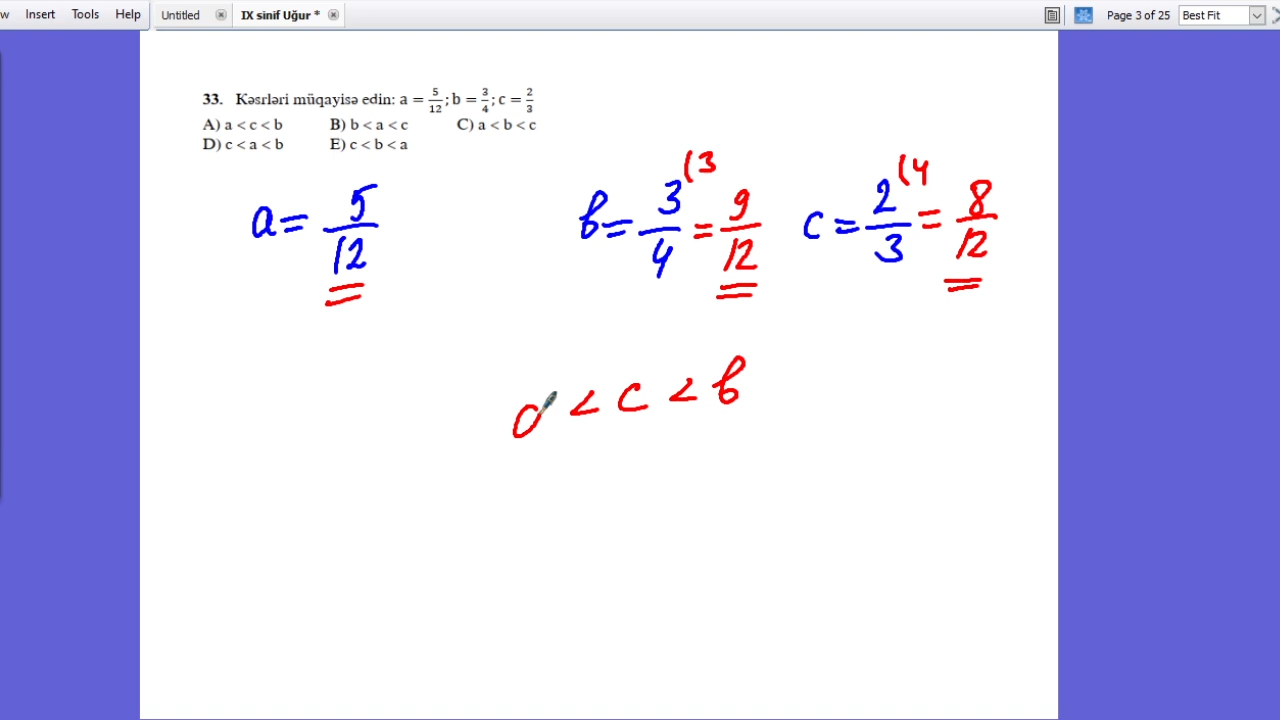 w Insert Tools Help Untitled IX sinif Uğur * Page 3 of 25 Best Fit
33. Kəsrləri müqayisə edin: a = 5/12; b = 3/4; c = 2/3
A) a < c < b B) b < a < c C) a < b < c
D) c < a < b E) c < b < a
a = 5/12 b = 3/4 (3 = 9/12 c = 2/3 (4 = 8/12
a < c < b